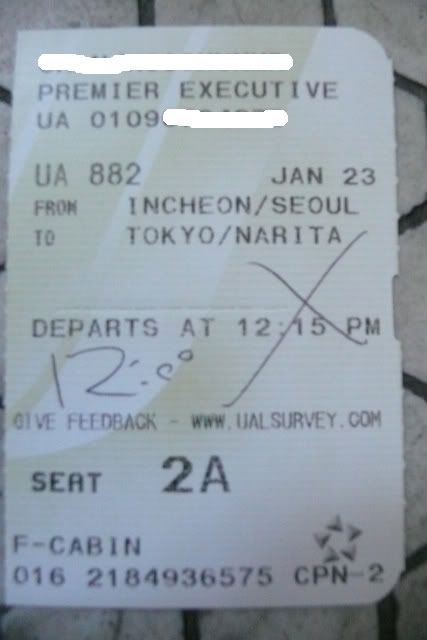 PREMIER EXECUTIVE
UA 0109
UA 882 JAN 23
FROM INCHEON/SEOUL
TO TOKYO/NARITA
DEPARTS AT 12:15 PM
12:00
GIVE FEEDBACK - WWW.UALSURVEY.COM
SEAT 2A
F-CABIN
016 2184936575 CPN-2